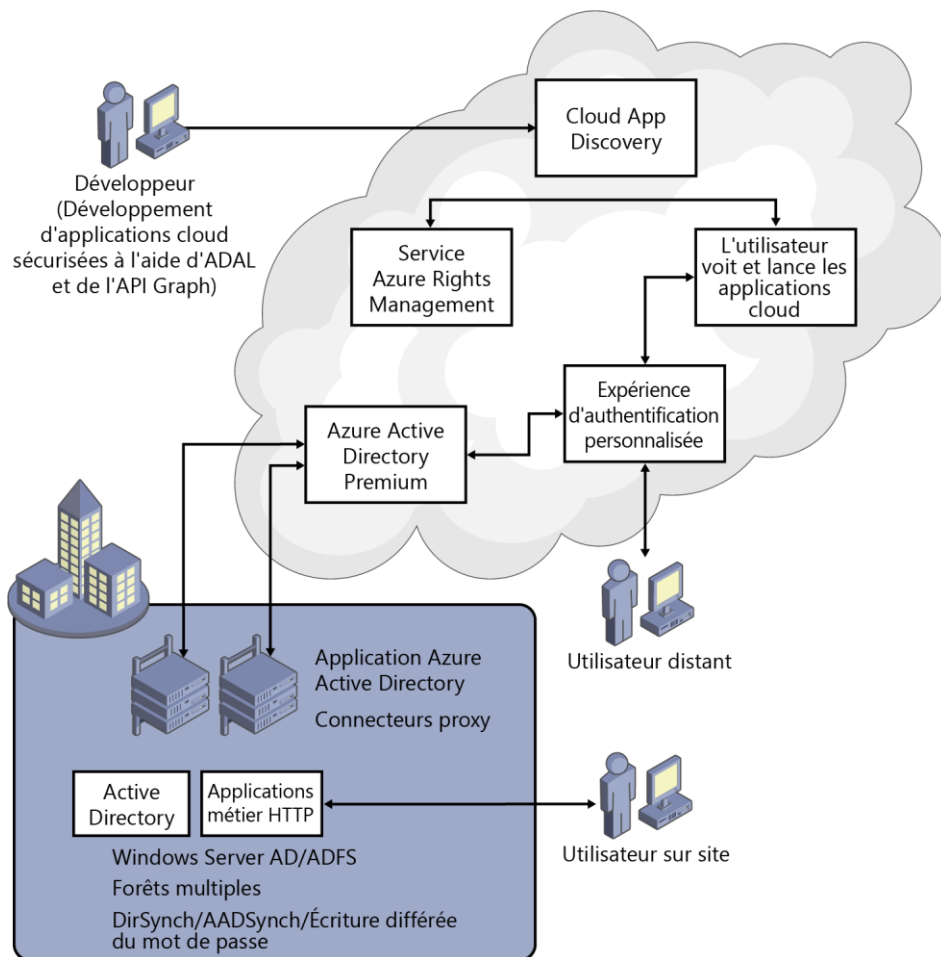 Cloud App
Discovery
Développeur
(Développement
d'applications cloud
sécurisées à l'aide d'ADAL
et de l'API Graph)
Service
Azure Rights
Management
L'utilisateur
voit et lance les
applications
cloud
Expérience
d'authentification
personnalisée
Azure Active
Directory
Premium
Utilisateur distant
Application Azure
Active Directory
Connecteurs proxy
Active
Directory
Applications
métier HTTP
Utilisateur sur site
Windows Server AD/ADFS
Forêts multiples
DirSynch/AADSynch/Écriture différée
du mot de passe